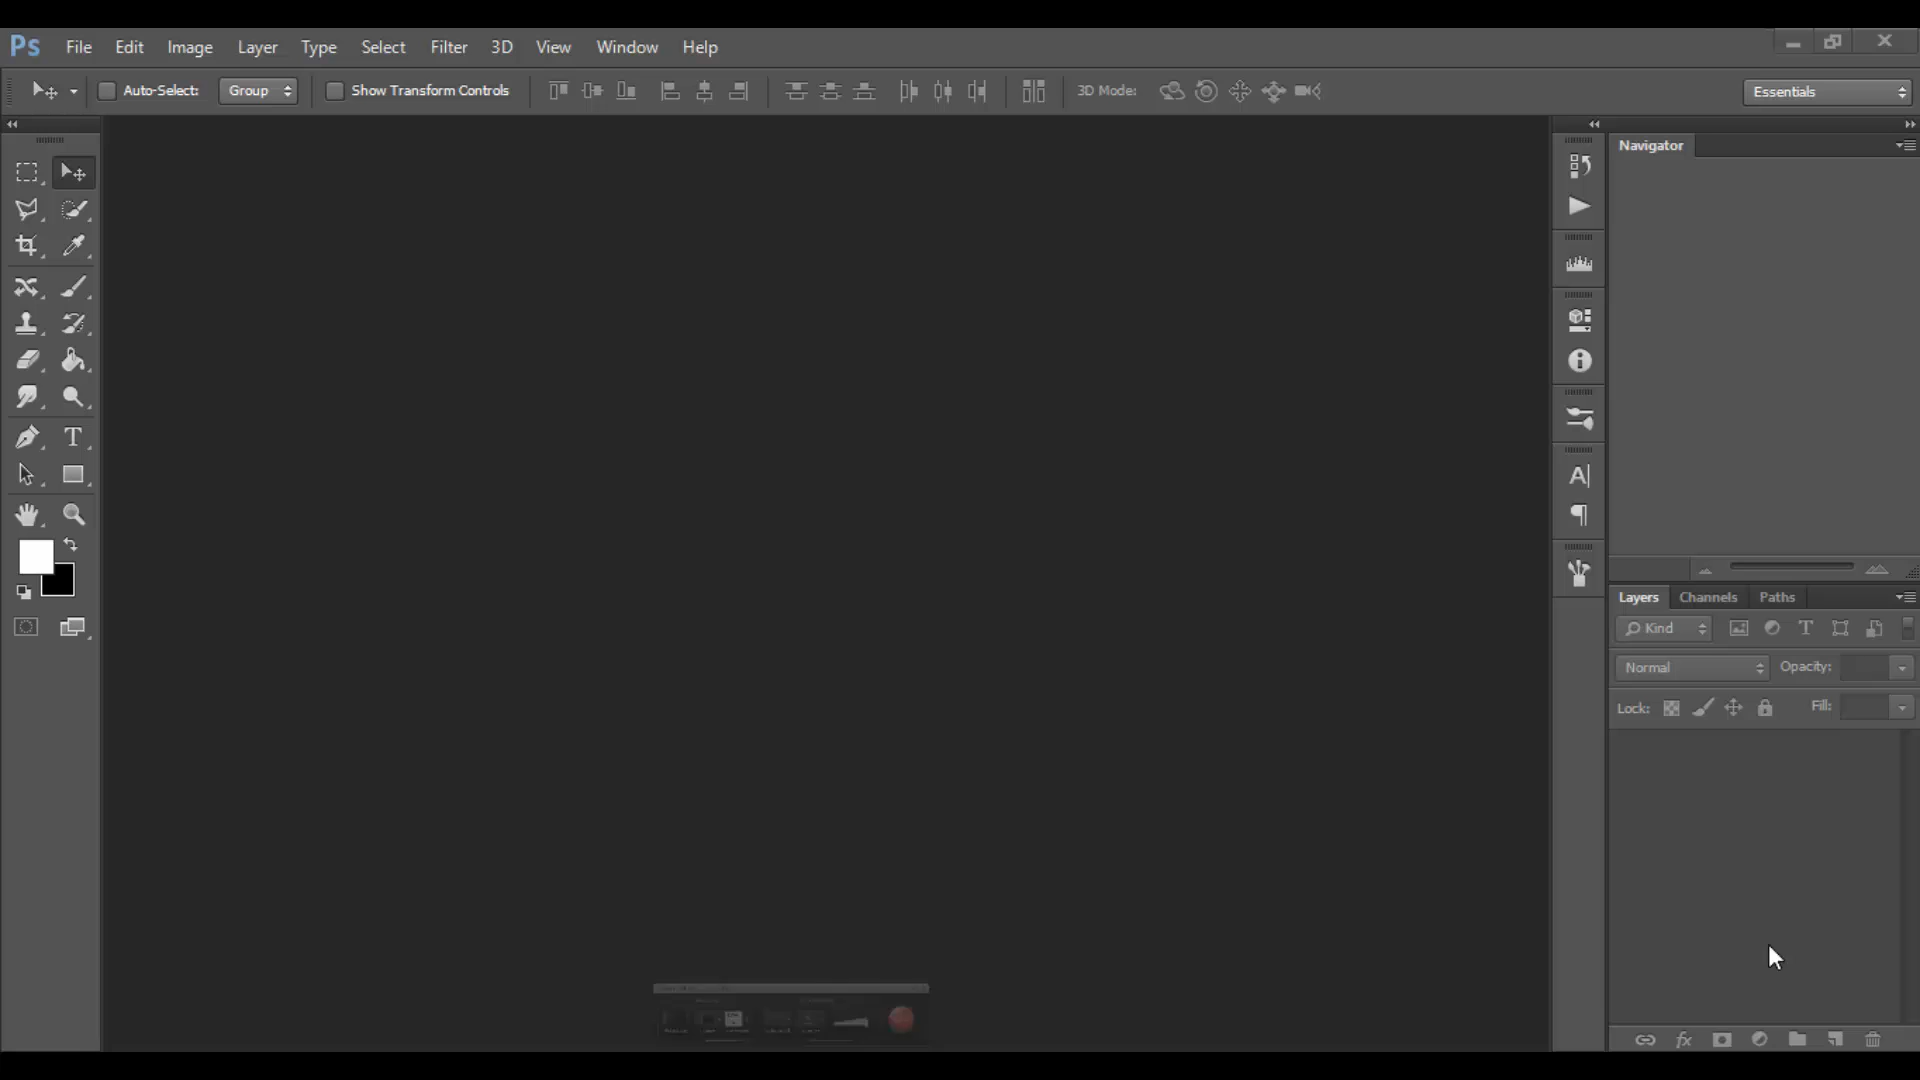 Ps File Edit Image Layer Type Select Filter 3D View Window Help
Auto-Select: Group Show Transform Controls 3D Mode: Essentials
Navigator
Layers Channels Paths
Kind
Normal Opacity:
Lock: Fill: